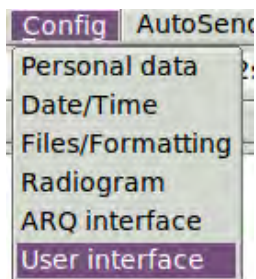 Config AutoSend
Personal data
Date/Time
Files/Formatting
Radiogram
ARQ interface
User interface